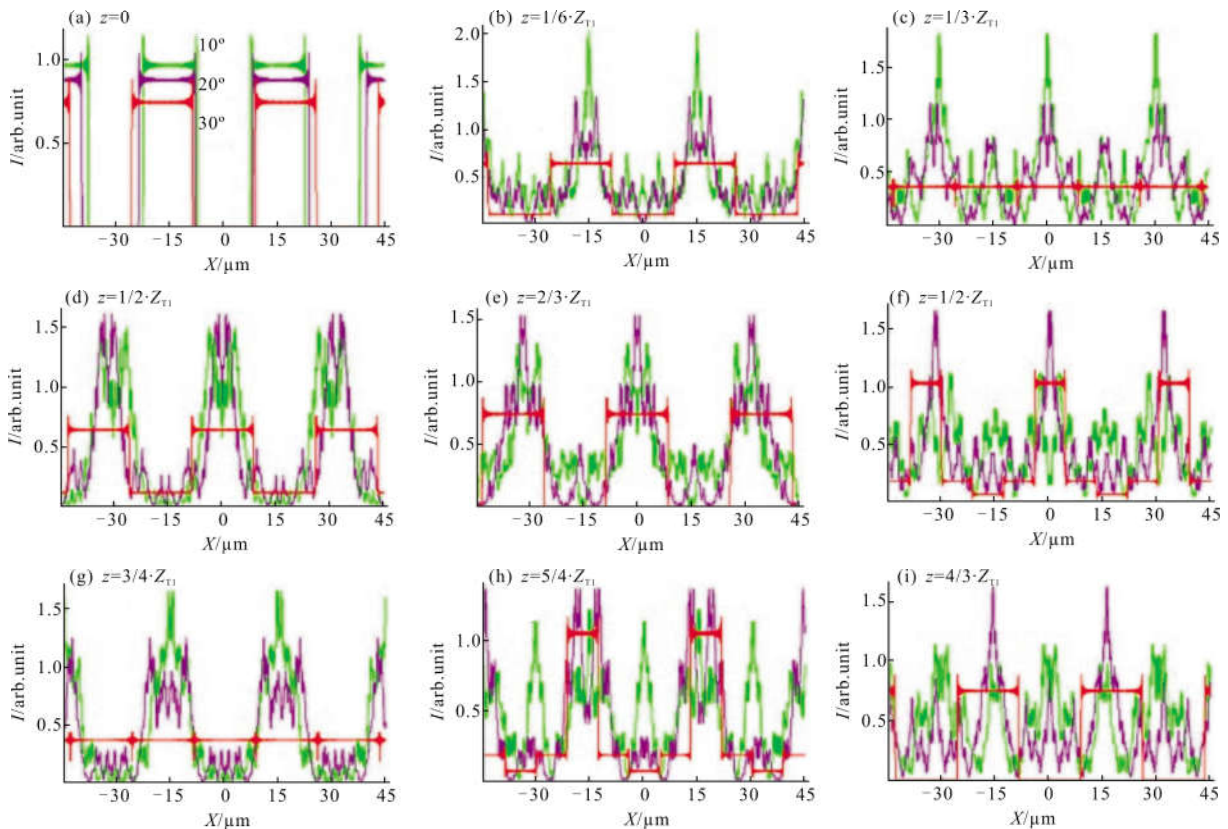 (a) z=0
(b) z=1/6·Z_T1
(c) z=1/3·Z_T1
I/arb.unit
1.0
0.5
10°
20°
30°
−30 −15 0 15 30 45
X/μm
I/arb.unit
2.0
1.5
1.0
0.5
−30 −15 0 15 30 45
X/μm
I/arb.unit
1.5
1.0
0.5
−30 −15 0 15 30 45
X/μm
(d) z=1/2·Z_T1
(e) z=2/3·Z_T1
(f) z=1/2·Z_T1
I/arb.unit
1.5
1.0
0.5
−30 −15 0 15 30 45
X/μm
I/arb.unit
1.5
1.0
0.5
−30 −15 0 15 30 45
X/μm
I/arb.unit
1.5
1.0
0.5
−30 −15 0 15 30 45
X/μm
(g) z=3/4·Z_T1
(h) z=5/4·Z_T1
(i) z=4/3·Z_T1
I/arb.unit
1.5
1.0
0.5
−30 −15 0 15 30 45
X/μm
I/arb.unit
1.0
0.5
−30 −15 0 15 30 45
X/μm
I/arb.unit
1.5
1.0
0.5
−30 −15 0 15 30 45
X/μm